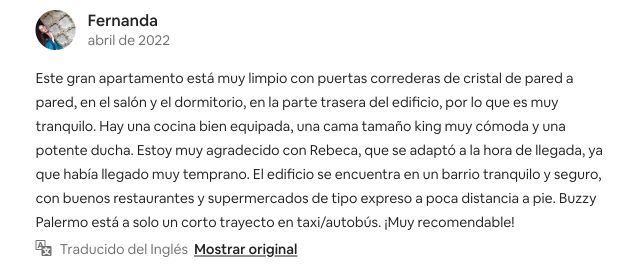 Fernanda
abril de 2022
Este gran apartamento está muy limpio con puertas correderas de cristal de pared a
pared, en el salón y el dormitorio, en la parte trasera del edificio, por lo que es muy
tranquilo. Hay una cocina bien equipada, una cama tamaño king muy cómoda y una
potente ducha. Estoy muy agradecido con Rebeca, que se adaptó a la hora de llegada, ya
que había llegado muy temprano. El edificio se encuentra en un barrio tranquilo y seguro,
con buenos restaurantes y supermercados de tipo expreso a poca distancia a pie. Buzzy
Palermo está a solo un corto trayecto en taxi/autobús. ¡Muy recomendable!
Traducido del Inglés Mostrar original